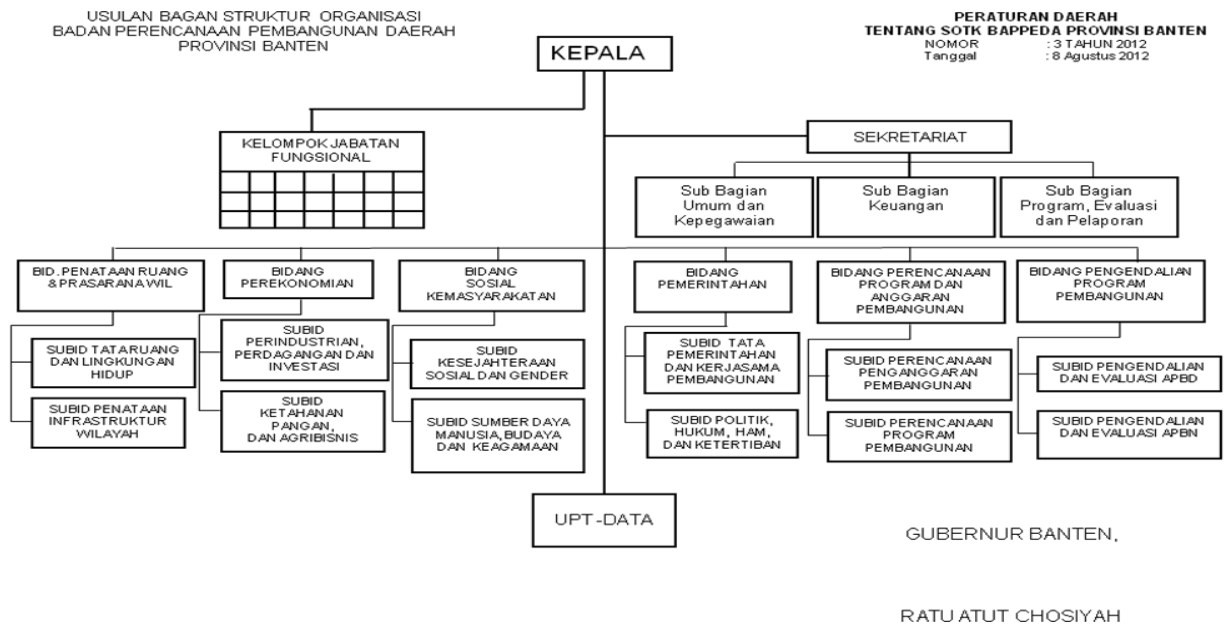 USULAN BAGAN STRUKTUR ORGANISASI
BADAN PERENCANAAN PEMBANGUNAN DAERAH
PROVINSI BANTEN
PERATURAN DAERAH
TENTANG SOTK BAPPEDA PROVINSI BANTEN
NOMOR : 3 TAHUN 2012
Tanggal : 8 Agustus 2012
KEPALA
KELOMPOK JABATAN
FUNGSIONAL
SEKRETARIAT
Sub Bagian
Umum dan
Kepegawaian
Sub Bagian
Keuangan
Sub Bagian
Program, Evaluasi
dan Pelaporan
BID. PENATAAN RUANG
& PRASARANA WIL
BIDANG
PEREKONOMIAN
BIDANG
SOSIAL
KEMASYARAKATAN
BIDANG
PEMERINTAHAN
BIDANG PERENCANAAN
PROGRAM DAN
ANGGARAN
PEMBANGUNAN
BIDANG PENGENDALIAN
PROGRAM
PEMBANGUNAN
SUBID TATA RUANG
DAN LINGKUNGAN
HIDUP
SUBID PENATAAN
INFRASTRUKTUR
WILAYAH
SUBID
PERINDUSTRIAN,
PERDAGANGAN DAN
INVESTASI
SUBID
KETAHANAN
PANGAN,
DAN AGRIBISNIS
SUBID
KESEJAHTERAAN
SOSIAL DAN GENDER
SUBID SUMBER DAYA
MANUSIA, BUDAYA
DAN KEAGAMAAN
SUBID TATA
PEMERINTAHAN
DAN KERJASAMA
PEMBANGUNAN
SUBID POLITIK,
HUKUM, HAM,
DAN KETERTIBAN
SUBID PERENCANAAN
PENGANGGARAN
PEMBANGUNAN
SUBID PERENCANAAN
PROGRAM
PEMBANGUNAN
SUBID PENGENDALIAN
DAN EVALUASI APBD
SUBID PENGENDALIAN
DAN EVALUASI APBN
UPT-DATA
GUBERNUR BANTEN,
RATU ATUT CHOSIYAH